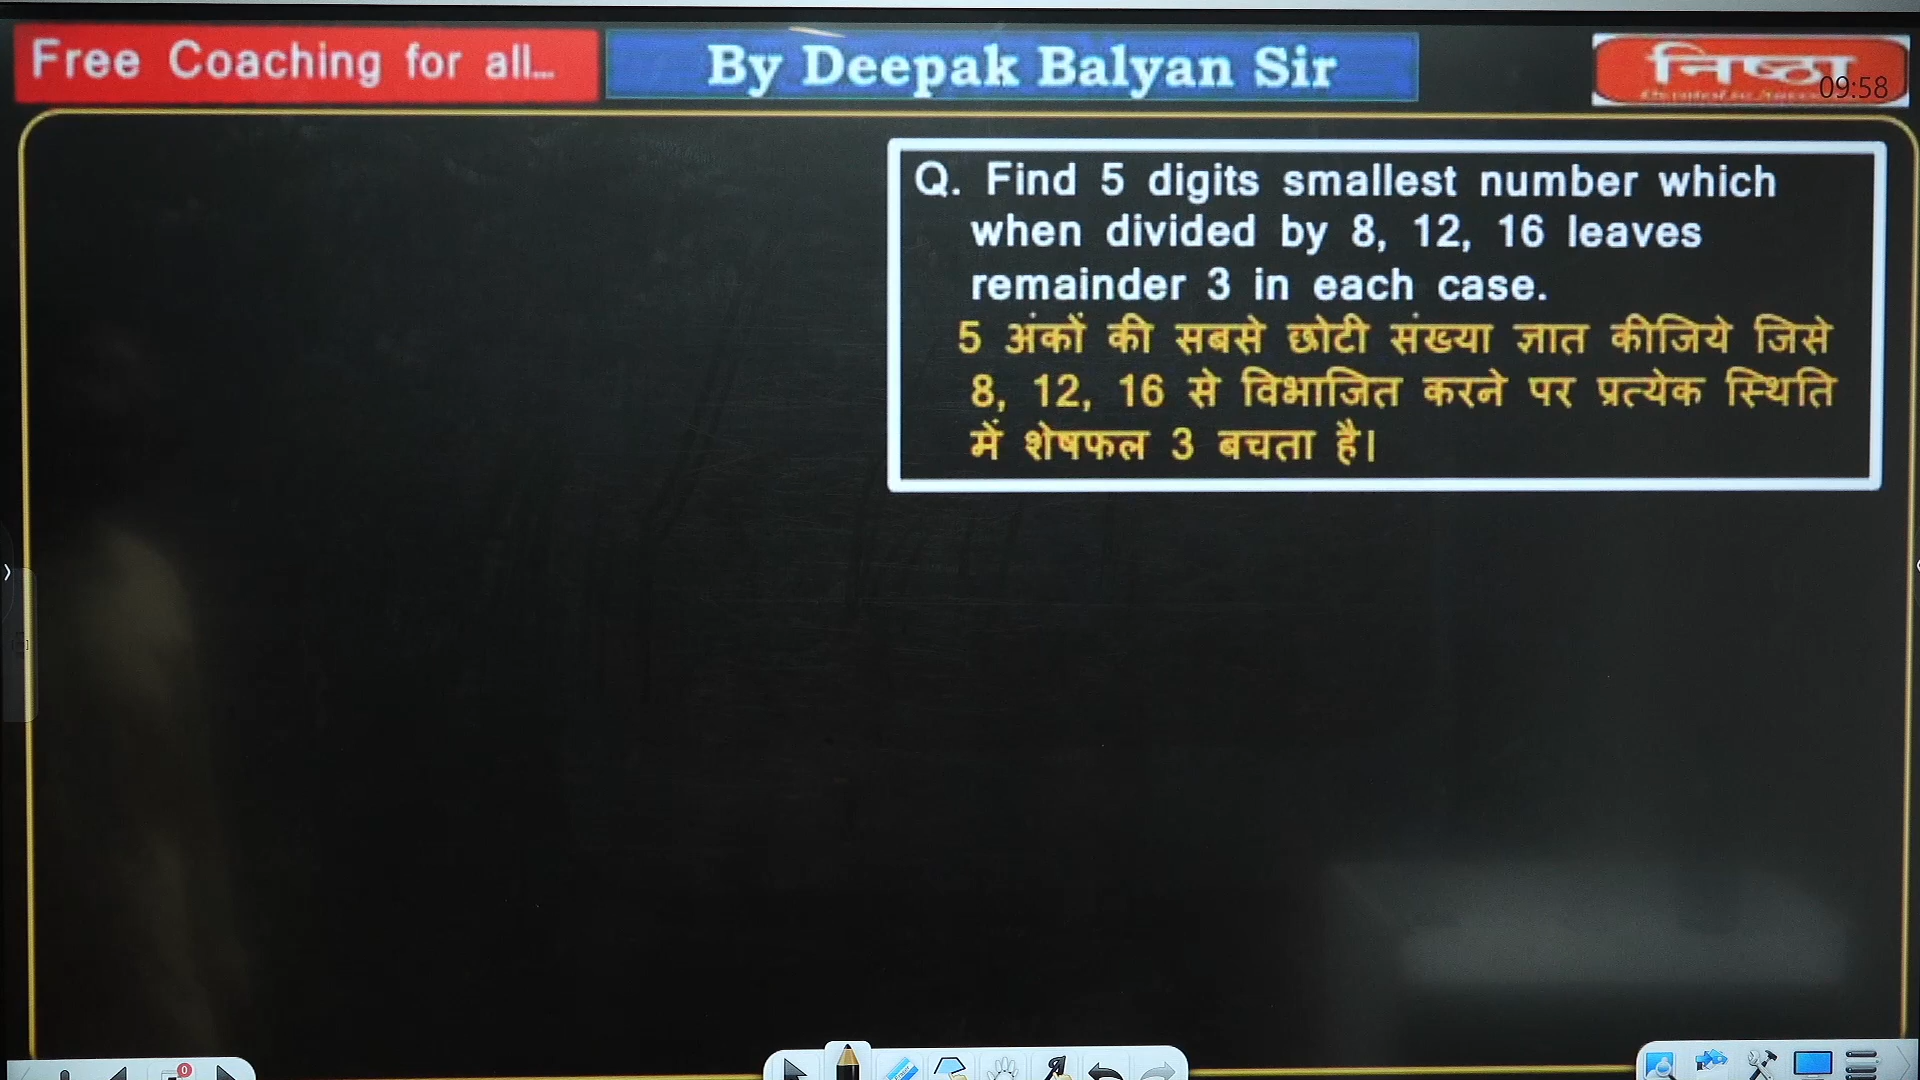 Free Coaching for all...
By Deepak Balyan Sir
निष्ठा
09:58
Q. Find 5 digits smallest number which
when divided by 8, 12, 16 leaves
remainder 3 in each case.
5 अंकों की सबसे छोटी संख्या ज्ञात कीजिये जिसे
8, 12, 16 से विभाजित करने पर प्रत्येक स्थिति
में शेषफल 3 बचता है।
0